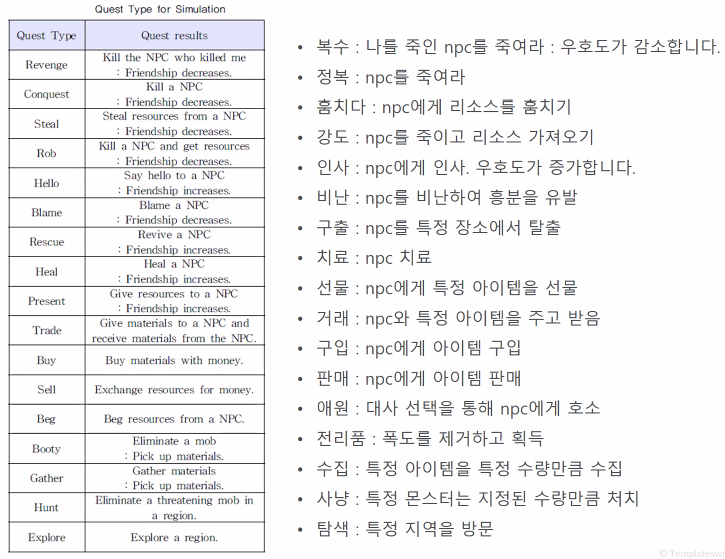 Quest Type for Simulation
Quest Type Quest results
Revenge Kill the NPC who killed me
: Friendship decreases.
Conquest Kill a NPC
: Friendship decreases.
Steal Steal resources from a NPC
: Friendship decreases.
Rob Kill a NPC and get resources
: Friendship decreases.
Hello Say hello to a NPC
: Friendship increases.
Blame Blame a NPC
: Friendship decreases.
Rescue Revive a NPC
: Friendship increases.
Heal Heal a NPC
: Friendship increases.
Present Give resources to a NPC
: Friendship increases.
Trade Give materials to a NPC and
receive materials from the NPC.
Buy Buy materials with money.
Sell Exchange resources for money.
Beg Beg resources from a NPC.
Booty Eliminate a mob
: Pick up materials.
Gather Gather materials
: Pick up materials.
Hunt Eliminate a threatening mob in
a region.
Explore Explore a region.
• 복수 : 나를 죽인 npc를 죽여라 : 우호도가 감소합니다.
• 정복 : npc를 죽여라
• 훔치다 : npc에게 리소스를 훔치기
• 강도 : npc를 죽이고 리소스 가져오기
• 인사 : npc에게 인사. 우호도가 증가합니다.
• 비난 : npc를 비난하여 흥분을 유발
• 구출 : npc를 특정 장소에서 탈출
• 치료 : npc 치료
• 선물 : npc에게 특정 아이템을 선물
• 거래 : npc와 특정 아이템을 주고 받음
• 구입 : npc에게 아이템 구입
• 판매 : npc에게 아이템 판매
• 애원 : 대사 선택을 통해 npc에게 호소
• 전리품 : 폭도를 제거하고 획득
• 수집 : 특정 아이템을 특정 수량만큼 수집
• 사냥 : 특정 몬스터는 지정된 수량만큼 처치
• 탐색 : 특정 지역을 방문
© Templateswi